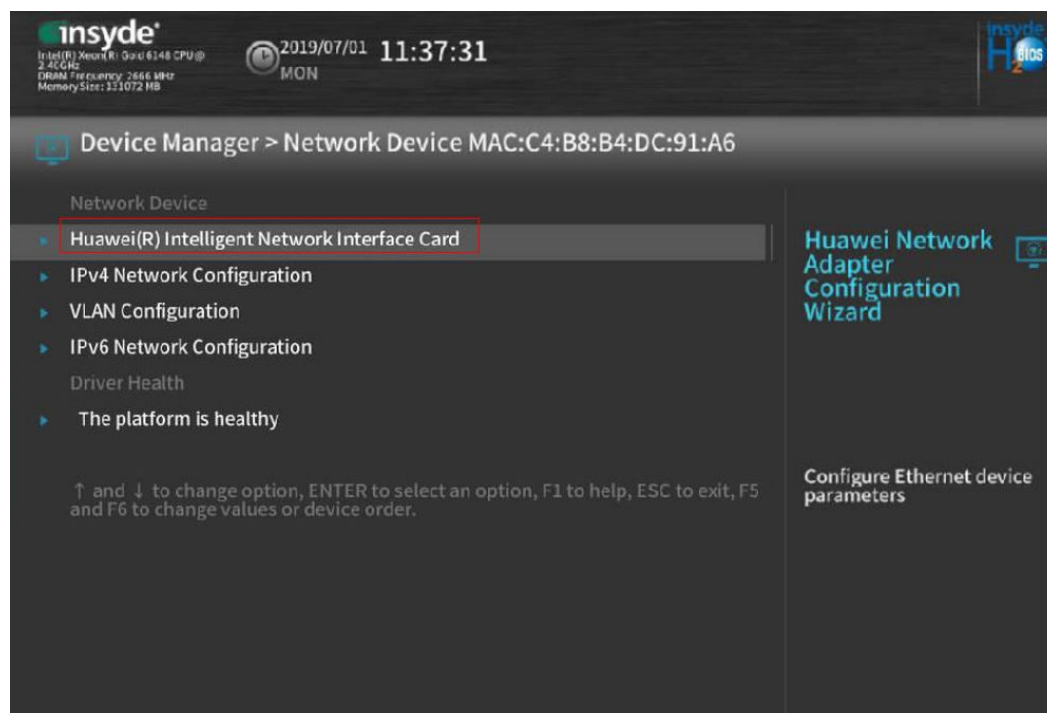 insyde®
Intel(R) Xeon(R) Gold 6148 CPU @
2.40GHz
DRAM Frequency: 2666 MHz
Memory Size: 131072 MB
2019/07/01 11:37:31
MON
insyde
H2O BIOS
Device Manager > Network Device MAC:C4:B8:B4:DC:91:A6
Network Device
Huawei(R) Intelligent Network Interface Card
IPv4 Network Configuration
VLAN Configuration
IPv6 Network Configuration
Driver Health
The platform is healthy
↑ and ↓ to change option, ENTER to select an option, F1 to help, ESC to exit, F5
and F6 to change values or device order.
Huawei Network
Adapter
Configuration
Wizard
Configure Ethernet device
parameters